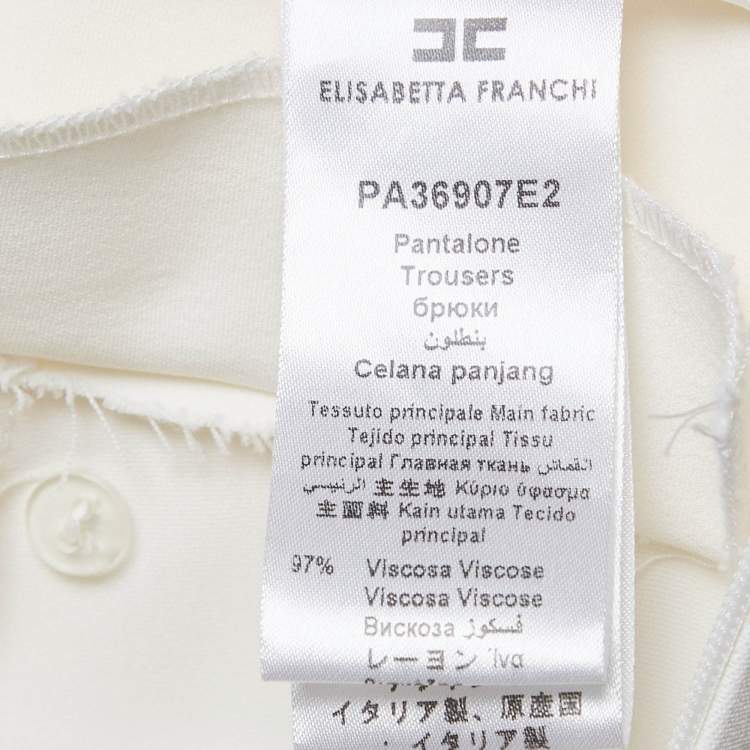 ELISABETTA FRANCHI
PA36907E2
Pantalone
Trousers
брюки
بنطلون
Celana panjang
Tessuto principale Main fabric
Tejido principal Tissu
principal Главная ткань القماش
الرئيسي 主生地 Κύριο ύφασμα
主面料 Kain utama Tecido
principal
97% Viscosa Viscose
Viscosa Viscose
Вискоза فسكوز
レーヨン Ίνα
イタリア製、原産国
・イタリア製